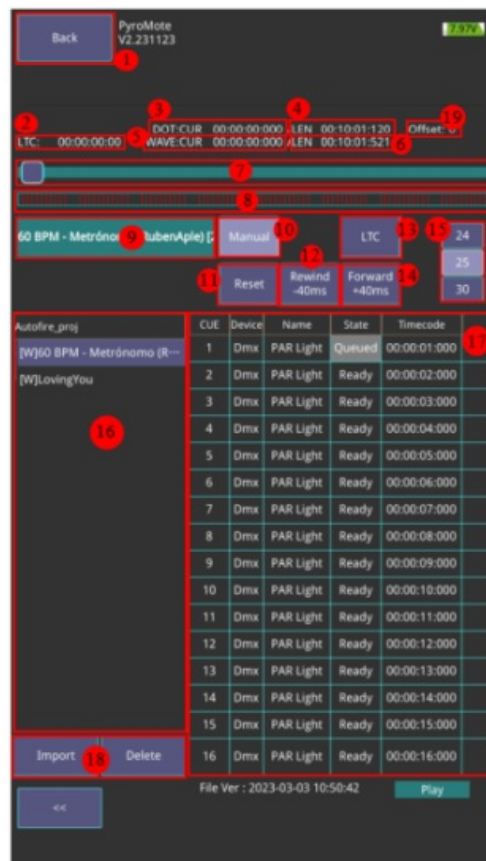 Back
PyroMote
V2.231123
7.97V
1
2
3
4
19
DOT:CUR 00:00:00:000 /LEN 00:10:01:120
Offset: 0
LTC: 00:00:00:00
5
WAVE:CUR 00:00:00:000 /LEN 00:10:01:521
6
7
8
60 BPM - Metróno 9 RubenAple) [
Manual 10
LTC 13
15 24
25
30
11 Reset
12 Rewind
-40ms
Forward
+40ms 14
Autofire_proj
[W]60 BPM - Metrónomo (R···
[W]LovingYou
16
CUE Device Name State Timecode
17
1 Dmx PAR Light Queued 00:00:01:000
2 Dmx PAR Light Ready 00:00:02:000
3 Dmx PAR Light Ready 00:00:03:000
4 Dmx PAR Light Ready 00:00:04:000
5 Dmx PAR Light Ready 00:00:05:000
6 Dmx PAR Light Ready 00:00:06:000
7 Dmx PAR Light Ready 00:00:07:000
8 Dmx PAR Light Ready 00:00:08:000
9 Dmx PAR Light Ready 00:00:09:000
10 Dmx PAR Light Ready 00:00:10:000
11 Dmx PAR Light Ready 00:00:11:000
12 Dmx PAR Light Ready 00:00:12:000
13 Dmx PAR Light Ready 00:00:13:000
14 Dmx PAR Light Ready 00:00:14:000
15 Dmx PAR Light Ready 00:00:15:000
16 Dmx PAR Light Ready 00:00:16:000
Import 18 Delete
File Ver : 2023-03-03 10:50:42
Play
<<